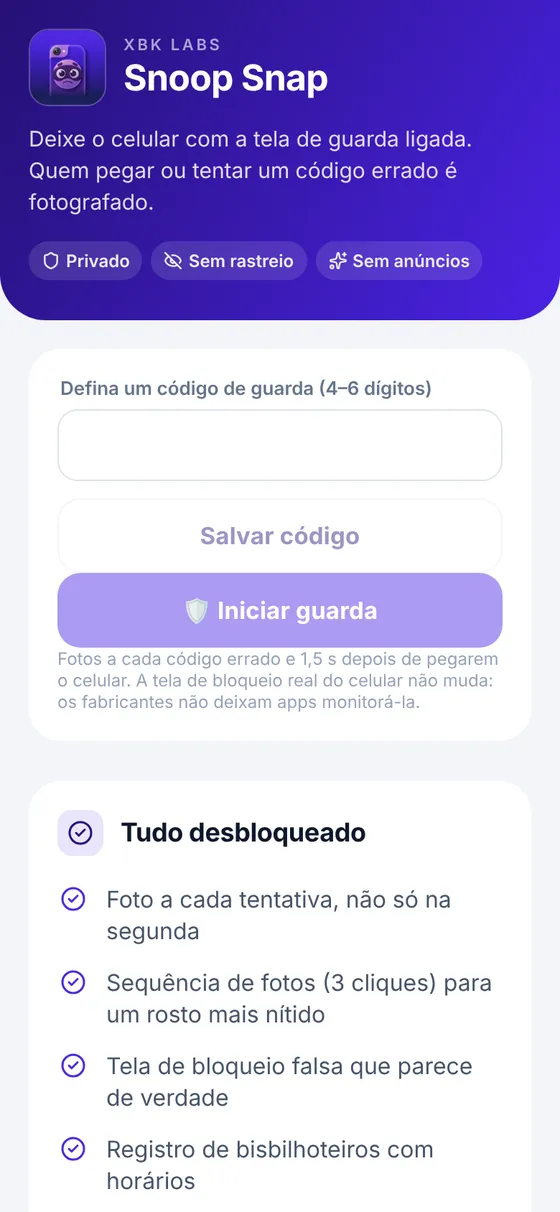 XBK LABS
Snoop Snap
Deixe o celular com a tela de guarda ligada.
Quem pegar ou tentar um código errado é
fotografado.
Privado
Sem rastreio
Sem anúncios
Defina um código de guarda (4–6 dígitos)
Salvar código
🛡️ Iniciar guarda
Fotos a cada código errado e 1,5 s depois de pegarem
o celular. A tela de bloqueio real do celular não muda:
os fabricantes não deixam apps monitorá-la.
Tudo desbloqueado
Foto a cada tentativa, não só na
segunda
Sequência de fotos (3 cliques) para
um rosto mais nítido
Tela de bloqueio falsa que parece
de verdade
Registro de bisbilhoteiros com
horários